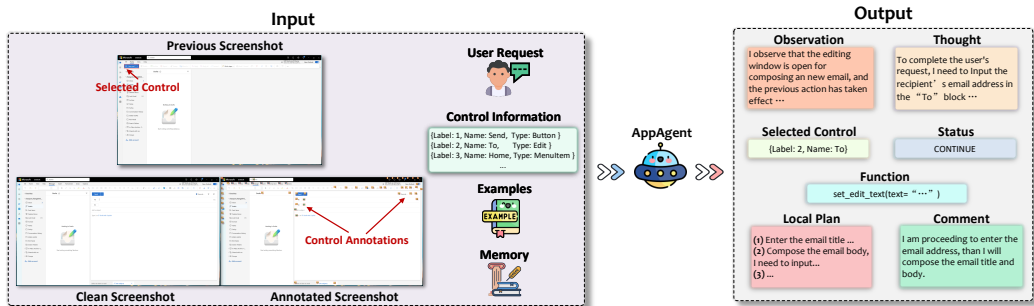 Input
Previous Screenshot
Selected Control
Clean Screenshot
Annotated Screenshot
Control Annotations
User Request
Control Information
{Label: 1, Name: Send, Type: Button }
{Label: 2, Name: To, Type: Edit }
{Label: 3, Name: Home, Type: MenuItem }
...
Examples
EXAMPLE
Memory
AppAgent
Output
Observation
I observe that the editing
window is open for
composing an new email, and
the previous action has taken
effect ...
Thought
To complete the user's
request, I need to Input the
recipient's email address in
the “To” block ...
Selected Control
{Label: 2, Name: To}
Status
CONTINUE
Function
set_edit_text(text= “...” )
Local Plan
(1) Enter the email title ...
(2) Compose the email body,
I need to input...
(3) ...
Comment
I am proceeding to enter the
email address, than I will
compose the email title and
body.